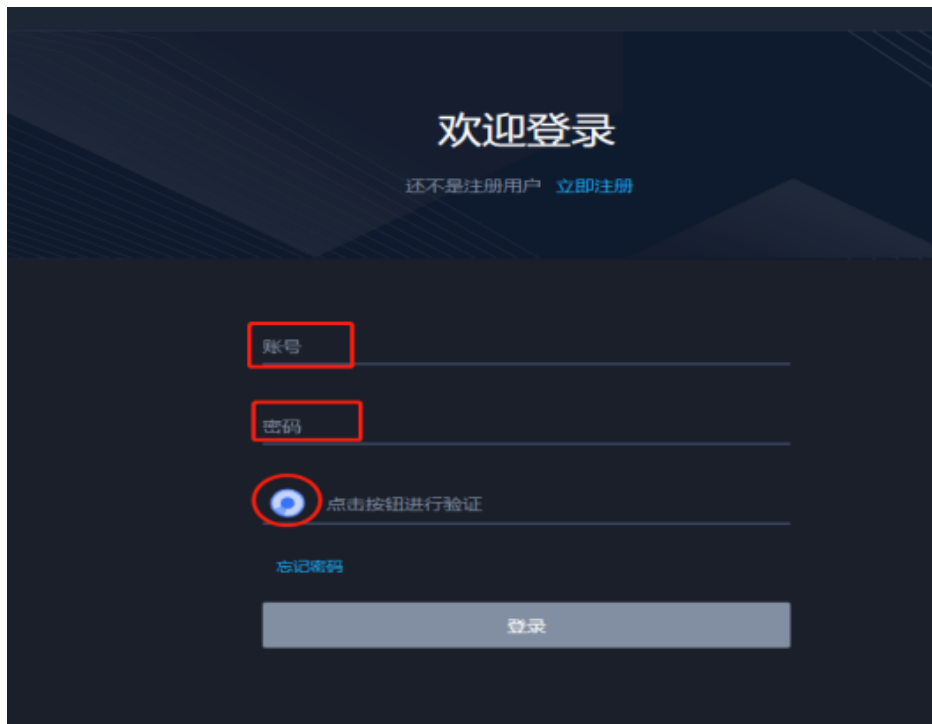 欢迎登录
还不是注册用户 立即注册
账号
密码
点击按钮进行验证
忘记密码
登录